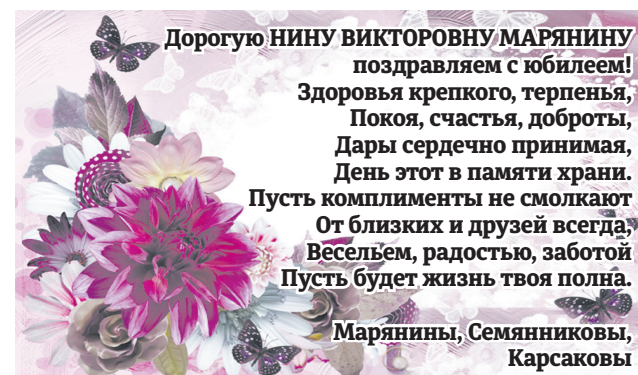 Дорогую НИНУ ВИКТОРОВНУ МАРЯНИНУ
поздравляем с юбилеем!
Здоровья крепкого, терпенья,
Покоя, счастья, доброты,
Дары сердечно принимая,
День этот в памяти храни.
Пусть комплименты не смолкают
От близких и друзей всегда,
Весельем, радостью, заботой
Пусть будет жизнь твоя полна.
Марянины, Семянниковы,
Карсаковы